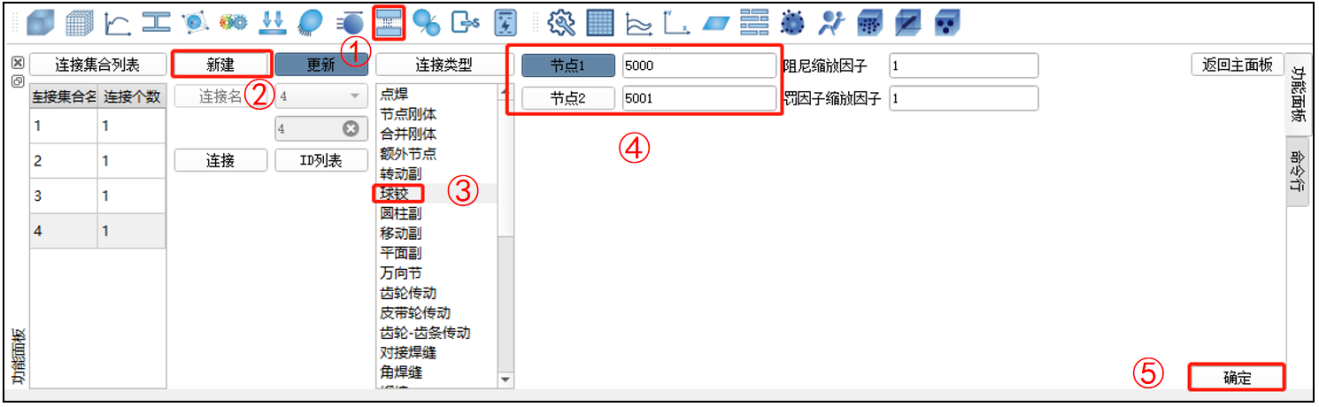 ①
连接集合列表 新建 更新 连接类型 节点1 5000 阻尼缩放因子 1 返回主面板
连接集合名 连接个数 连接名 ② 4 节点2 5001 罚因子缩放因子 1
1 1
2 1
3 1
4 1
4
连接 ID列表
点焊
节点刚体
合并刚体
额外节点
转动副
球铰 ③
圆柱副
移动副
平面副
万向节
齿轮传动
皮带轮传动
齿轮-齿条传动
对接焊缝
角焊缝
④
⑤ 确定
功能面板
命令行
功能面板